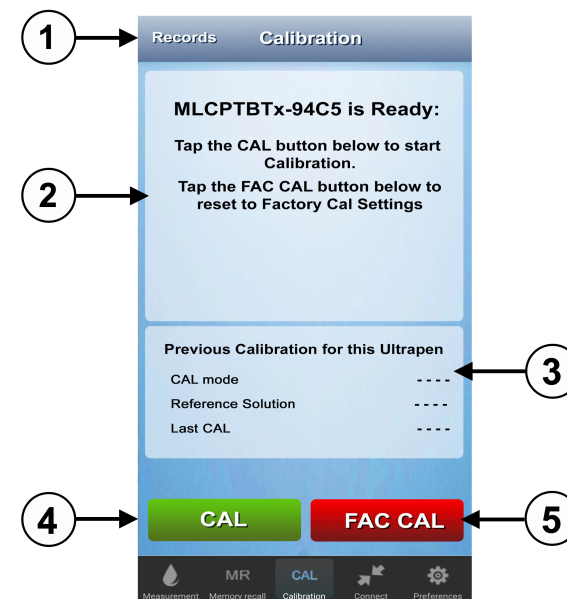 1
Records Calibration
MLCPTBTx-94C5 is Ready:
Tap the CAL button below to start
Calibration.
2
Tap the FAC CAL button below to
reset to Factory Cal Settings
Previous Calibration for this Ultrapen
3
CAL mode - - - -
Reference Solution - - - -
Last CAL - - - -
4
CAL FAC CAL
5
MR CAL
Measurement Memory recall Calibration Connect Preferences